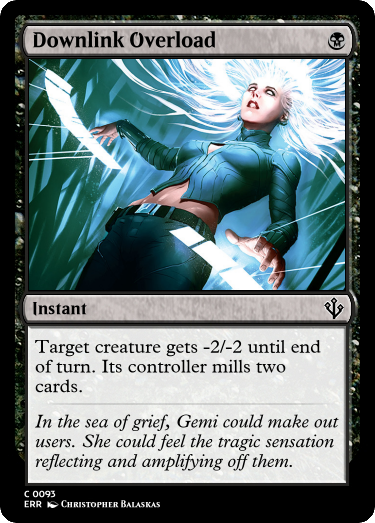 Downlink Overload
Instant
Target creature gets -2/-2 until end
of turn. Its controller mills two
cards.
In the sea of grief, Gemi could make out
users. She could feel the tragic sensation
reflecting and amplifying off them.
C 0093
ERR Christopher Balaskas